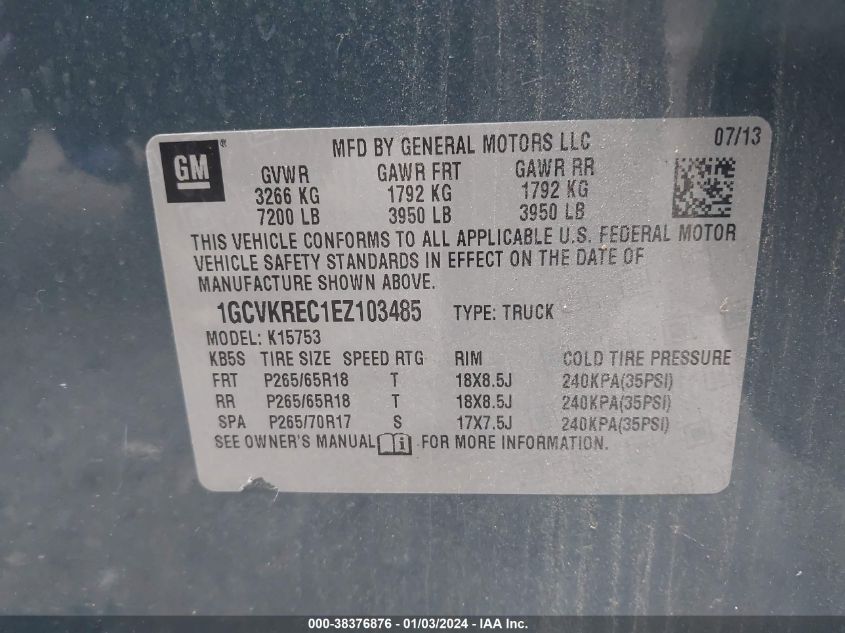 GM®
MFD BY GENERAL MOTORS LLC 07/13
GVWR GAWR FRT GAWR RR
3266 KG 1792 KG 1792 KG
7200 LB 3950 LB 3950 LB
THIS VEHICLE CONFORMS TO ALL APPLICABLE U.S. FEDERAL MOTOR
VEHICLE SAFETY STANDARDS IN EFFECT ON THE DATE OF
MANUFACTURE SHOWN ABOVE.
1GCVKREC1EZ103485 TYPE: TRUCK
MODEL: K15753
KB5S TIRE SIZE SPEED RTG RIM COLD TIRE PRESSURE
FRT P265/65R18 T 18X8.5J 240KPA(35PSI)
RR P265/65R18 T 18X8.5J 240KPA(35PSI)
SPA P265/70R17 S 17X7.5J 240KPA(35PSI)
SEE OWNER'S MANUAL i FOR MORE INFORMATION.
000-38376876 - 01/03/2024 - IAA Inc.